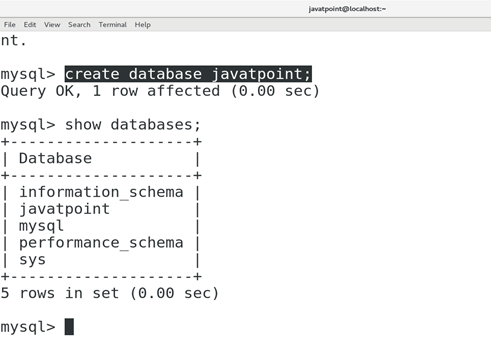 javatpoint@localhost:~
File Edit View Search Terminal Help
nt.
mysql> create database javatpoint;
Query OK, 1 row affected (0.00 sec)
mysql> show databases;
+--------------------+
| Database           |
+--------------------+
| information_schema |
| javatpoint         |
| mysql              |
| performance_schema |
| sys                |
+--------------------+
5 rows in set (0.00 sec)
mysql>